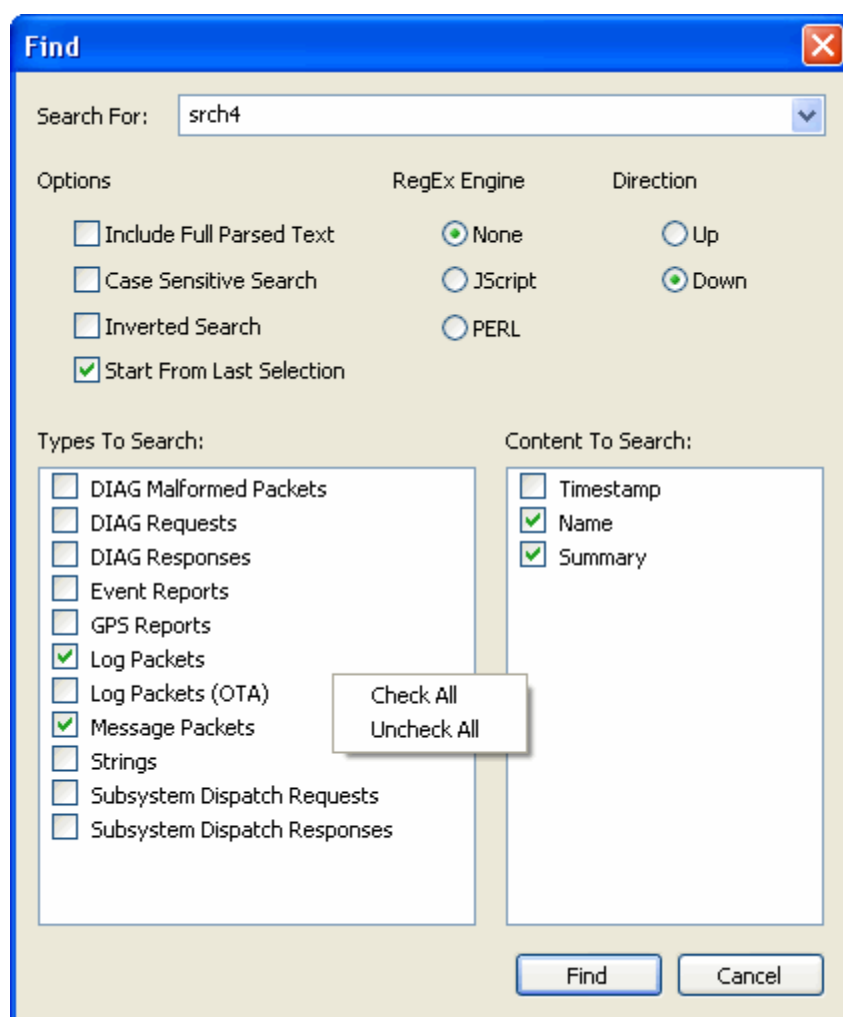 Find
Search For: srch4
Options RegEx Engine Direction
Include Full Parsed Text None Up
Case Sensitive Search JScript Down
Inverted Search PERL
Start From Last Selection
Types To Search: Content To Search:
DIAG Malformed Packets Timestamp
DIAG Requests Name
DIAG Responses Summary
Event Reports
GPS Reports
Log Packets
Log Packets (OTA) Check All
Message Packets Uncheck All
Strings
Subsystem Dispatch Requests
Subsystem Dispatch Responses
Find Cancel